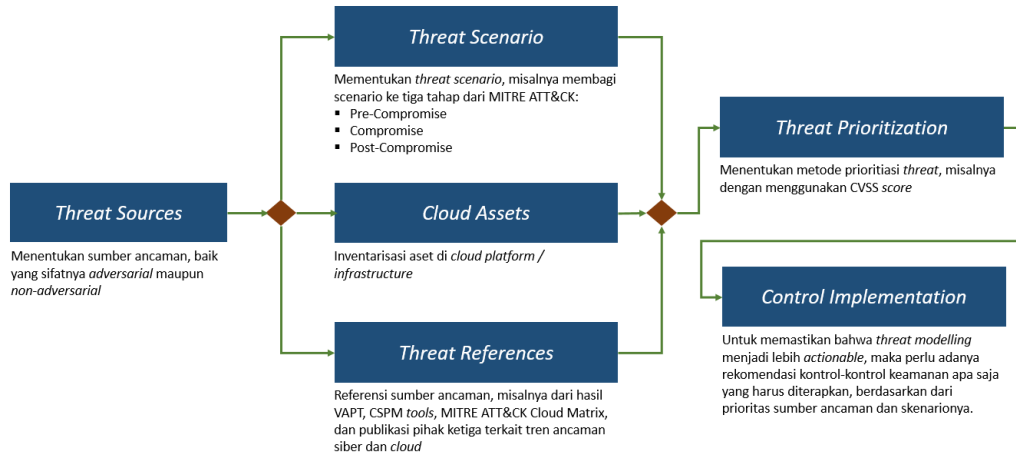 Threat Scenario
Mementukan threat scenario, misalnya membagi
scenario ke tiga tahap dari MITRE ATT&CK:
▪ Pre-Compromise
▪ Compromise
▪ Post-Compromise
Threat Sources
Menentukan sumber ancaman, baik
yang sifatnya adversarial maupun
non-adversarial
Cloud Assets
Inventarisasi aset di cloud platform /
infrastructure
Threat References
Referensi sumber ancaman, misalnya dari hasil
VAPT, CSPM tools, MITRE ATT&CK Cloud Matrix,
dan publikasi pihak ketiga terkait tren ancaman
siber dan cloud
Threat Prioritization
Menentukan metode prioritiasi threat, misalnya
dengan menggunakan CVSS score
Control Implementation
Untuk memastikan bahwa threat modelling
menjadi lebih actionable, maka perlu adanya
rekomendasi kontrol-kontrol keamanan apa saja
yang harus diterapkan, berdasarkan dari
prioritas sumber ancaman dan skenarionya.